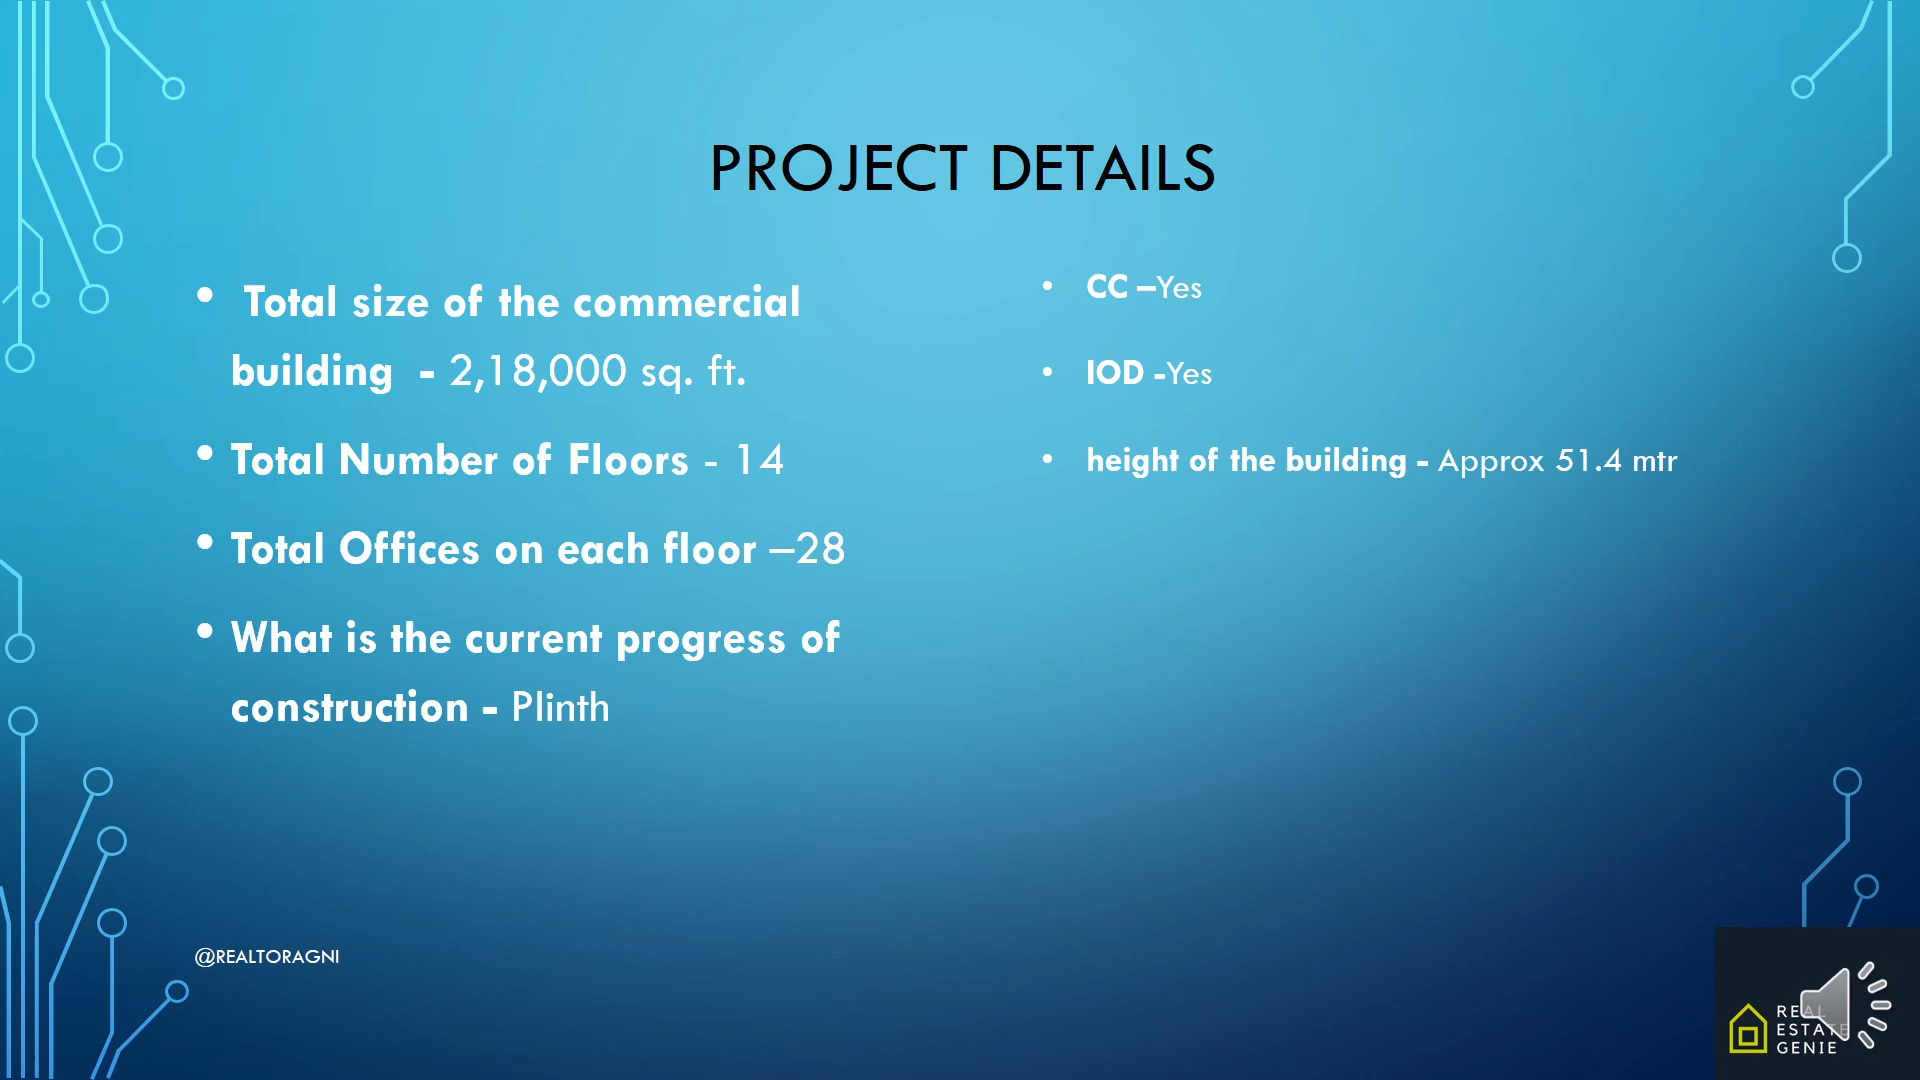 PROJECT DETAILS
• Total size of the commercial
building - 2,18,000 sq. ft.
• Total Number of Floors - 14
• Total Offices on each floor –28
• What is the current progress of
construction - Plinth
• CC –Yes
• IOD -Yes
• height of the building - Approx 51.4 mtr
@REALTORAGNI
REAL
ESTATE
GENIE